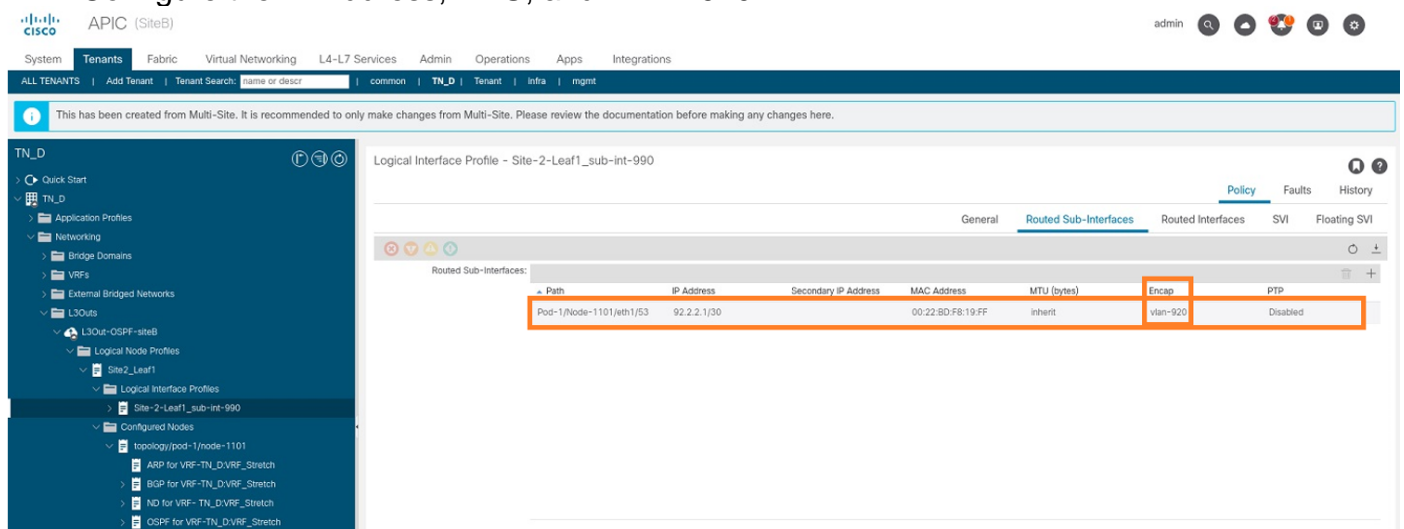 CISCO
APIC (SiteB)
admin
System Tenants Fabric Virtual Networking L4-L7 Services Admin Operations Apps Integrations
ALL TENANTS | Add Tenant | Tenant Search: name or descr | common | TN_D | Tenant | infra | mgmt
This has been created from Multi-Site. It is recommended to only make changes from Multi-Site. Please review the documentation before making any changes here.
TN_D
Quick Start
TN_D
Application Profiles
Networking
Bridge Domains
VRFs
External Bridged Networks
L3Outs
L3Out-OSPF-siteB
Logical Node Profiles
Site2_Leaf1
Logical Interface Profiles
Site-2-Leaf1_sub-int-990
Configured Nodes
topology/pod-1/node-1101
ARP for VRF-TN_D:VRF_Stretch
BGP for VRF-TN_D:VRF_Stretch
ND for VRF- TN_D:VRF_Stretch
OSPF for VRF-TN_D:VRF_Stretch
Logical Interface Profile - Site-2-Leaf1_sub-int-990
Policy Faults History
General Routed Sub-Interfaces Routed Interfaces SVI Floating SVI
Routed Sub-Interfaces:
Path IP Address Secondary IP Address MAC Address MTU (bytes) Encap PTP
Pod-1/Node-1101/eth1/53 92.2.2.1/30 00:22:BD:F8:19:FF inherit vlan-920 Disabled